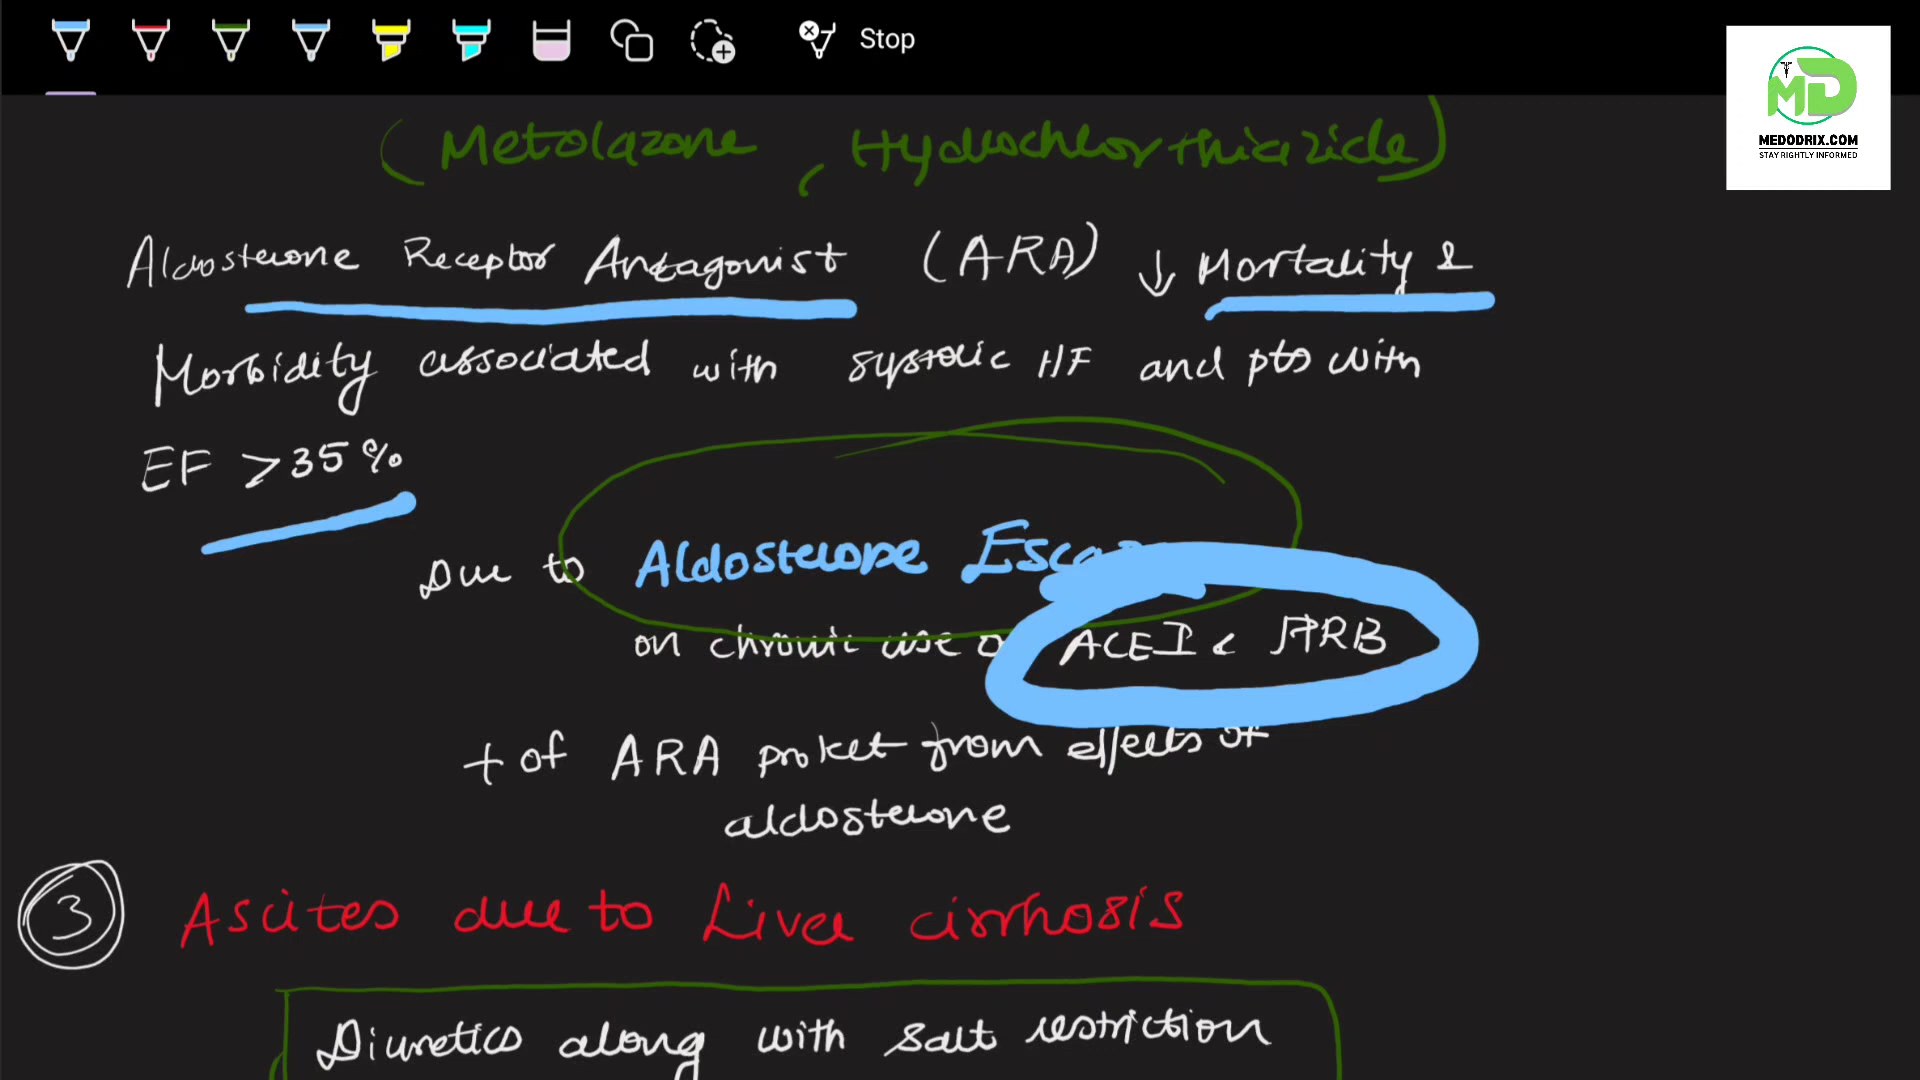 Stop
MEDODRIX.COM
STAY RIGHTLY INFORMED
(Metolazone, Hydrochlorthiazide)
Aldosterone Receptor Antagonist (ARA) ↓ Mortality &
Morbidity associated with systolic HF and pts with
EF >35%
Due to Aldosterone
on chronic use ACEI < ARB
+ of ARA protect from effects of
aldosterone
3 Ascites due to Liver cirrhosis
Diuretics along with salt restriction